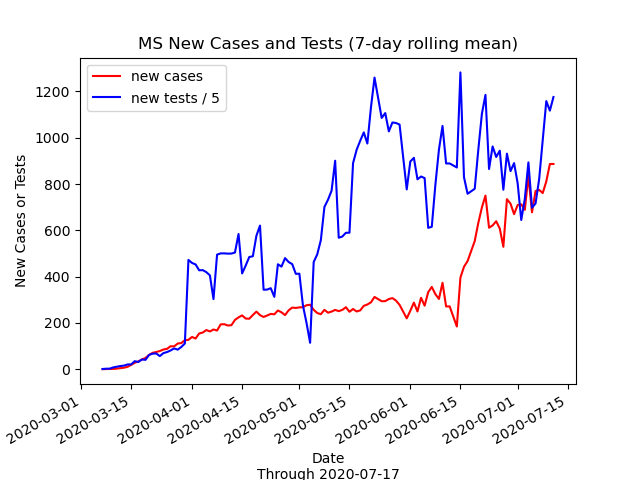 MS New Cases and Tests (7-day rolling mean)
new cases
new tests / 5
New Cases or Tests
1200
1000
800
600
400
200
0
2020-03-01
2020-03-15
2020-04-01
2020-04-15
2020-05-01
2020-05-15
2020-06-01
2020-06-15
2020-07-01
2020-07-15
Date
Through 2020-07-17